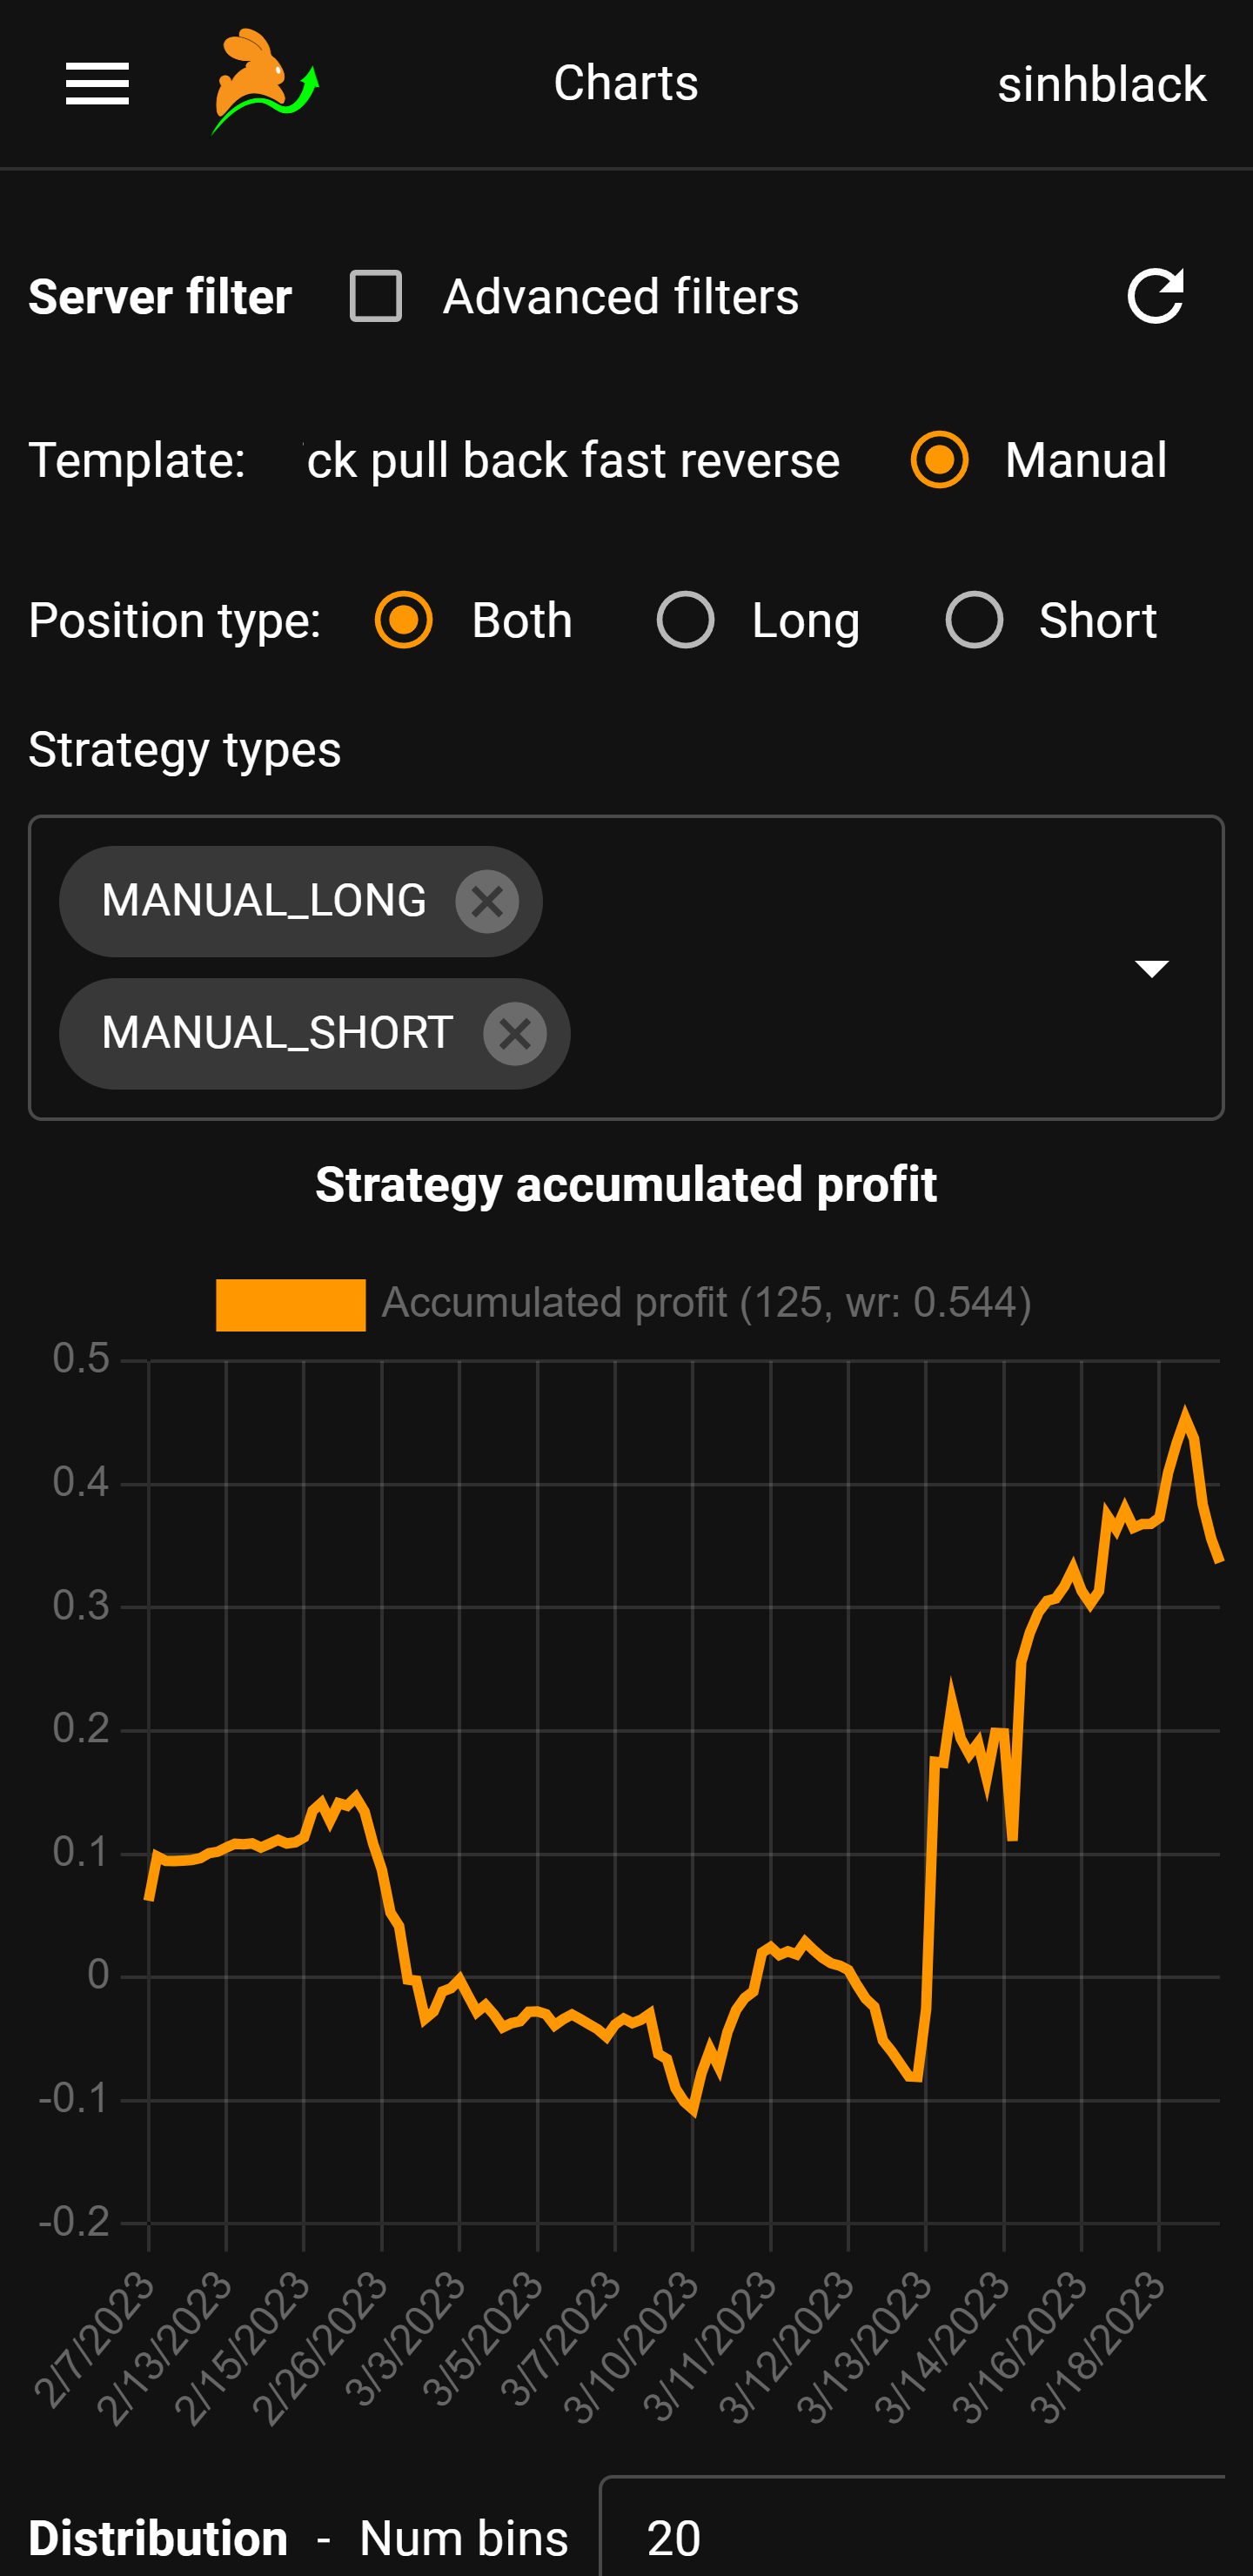 Charts
sinhblack
Server filter Advanced filters
Template: ck pull back fast reverse Manual
Position type: Both Long Short
Strategy types
MANUAL_LONG
MANUAL_SHORT
Strategy accumulated profit
Accumulated profit (125, wr: 0.544)
0.5
0.4
0.3
0.2
0.1
0
-0.1
-0.2
2/7/2023
2/13/2023
2/15/2023
2/26/2023
3/3/2023
3/5/2023
3/7/2023
3/10/2023
3/11/2023
3/12/2023
3/13/2023
3/14/2023
3/16/2023
3/18/2023
Distribution - Num bins 20